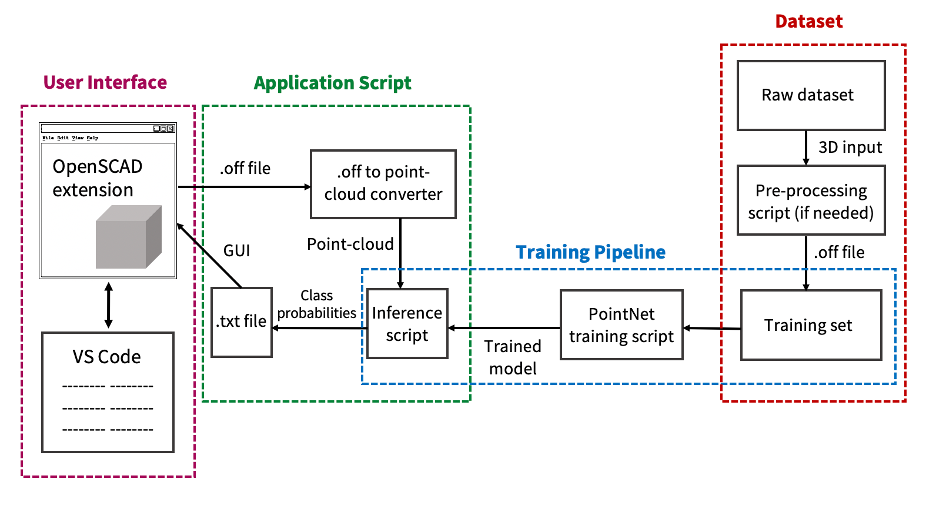 Dataset
User Interface
Application Script
Raw dataset
File Edit View Help
OpenSCAD
extension
.off file
.off to point-
cloud converter
3D input
Pre-processing
script (if needed)
GUI
Point-cloud
Training Pipeline
.off file
.txt file
Class
probabilities
Inference
script
Trained
model
PointNet
training script
Training set
VS Code
-------- --------
-------- --------
-------- --------